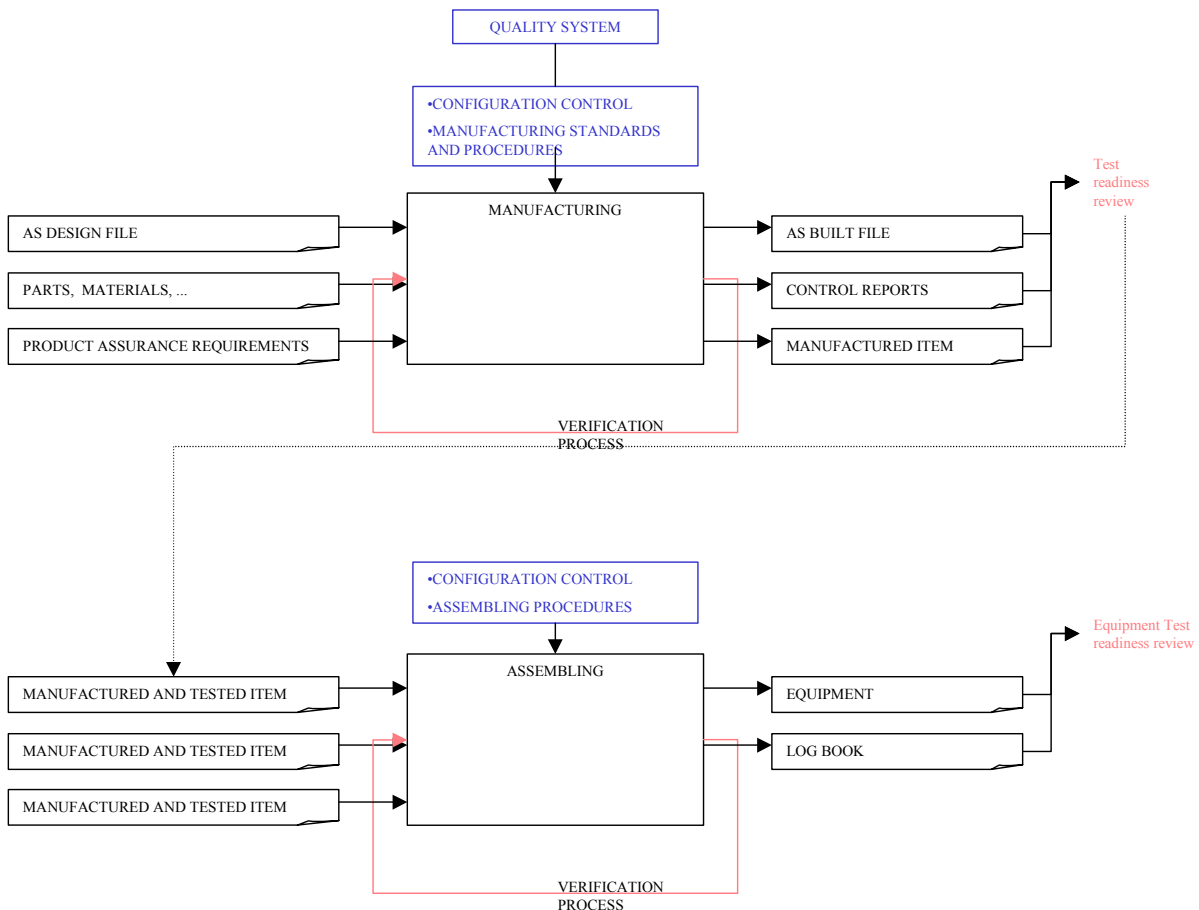 QUALITY SYSTEM
•CONFIGURATION CONTROL
•MANUFACTURING STANDARDS
AND PROCEDURES
MANUFACTURING
AS DESIGN FILE
PARTS, MATERIALS, ...
PRODUCT ASSURANCE REQUIREMENTS
AS BUILT FILE
CONTROL REPORTS
MANUFACTURED ITEM
Test
readiness
review
VERIFICATION
PROCESS
•CONFIGURATION CONTROL
•ASSEMBLING PROCEDURES
ASSEMBLING
MANUFACTURED AND TESTED ITEM
MANUFACTURED AND TESTED ITEM
MANUFACTURED AND TESTED ITEM
EQUIPMENT
LOG BOOK
Equipment Test
readiness review
VERIFICATION
PROCESS